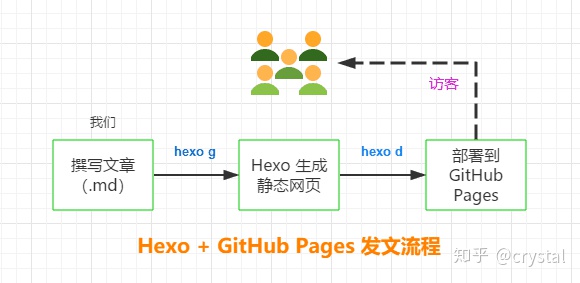 访客
我们
撰写文章
（.md）
hexo g
Hexo 生成
静态网页
hexo d
部署到
GitHub
Pages
Hexo + GitHub Pages 发文流程
知乎 @crystal